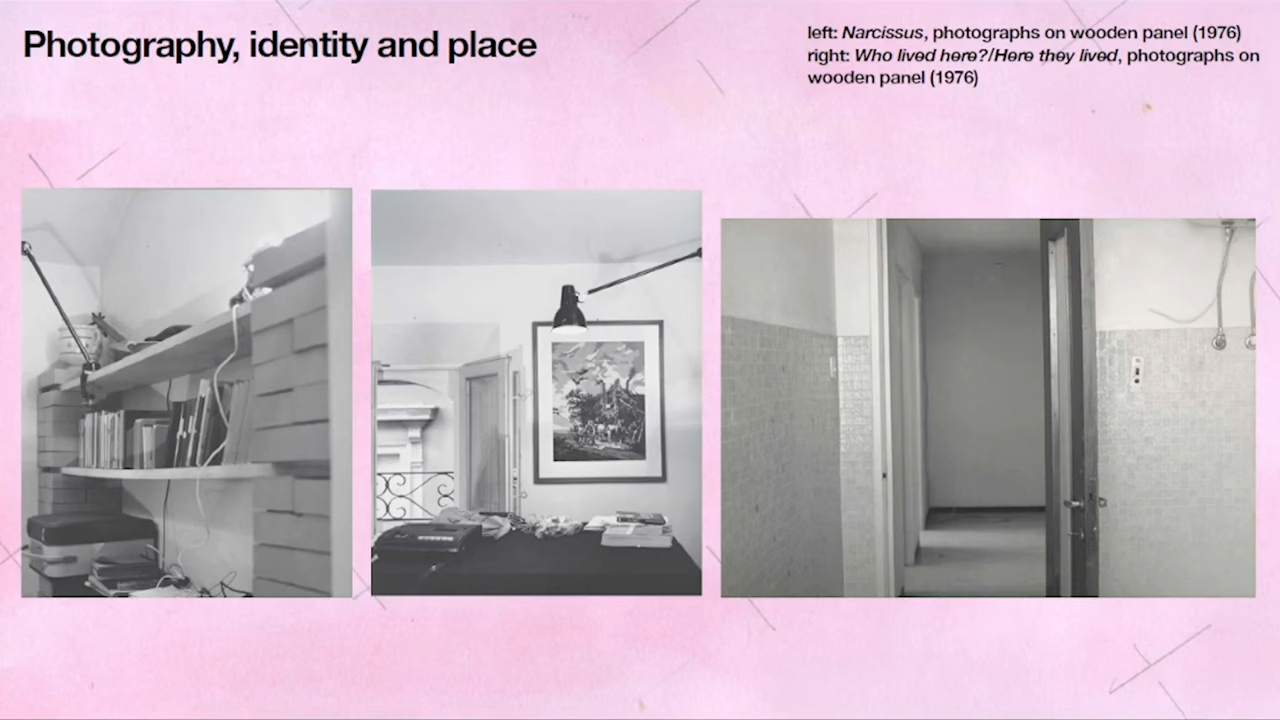 Photography, identity and place
left: Narcissus, photographs on wooden panel (1976)
right: Who lived here?/Here they lived, photographs on
wooden panel (1976)